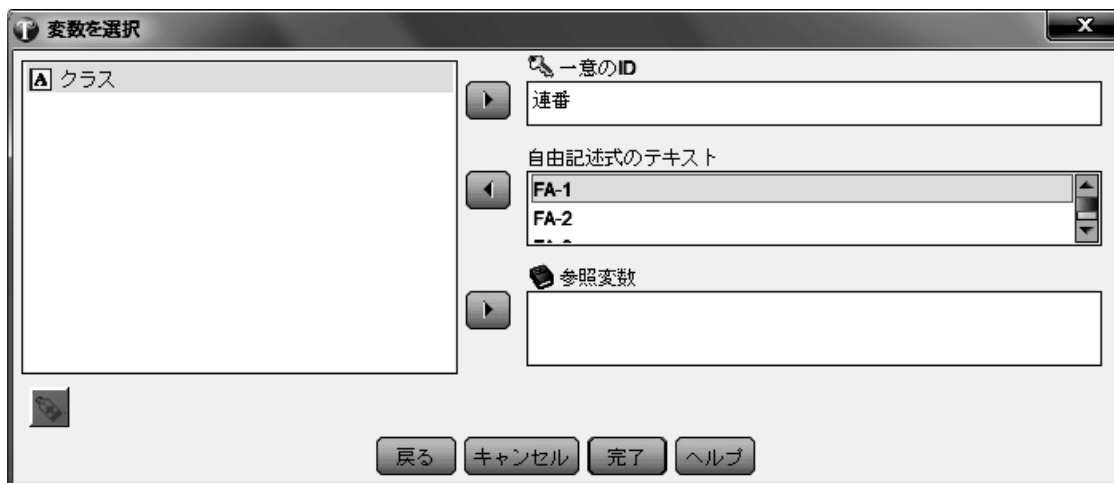 変数を選択
クラス
一意のID
連番
自由記述式のテキスト
FA-1
FA-2
参照変数
戻る
キャンセル
完了
ヘルプ